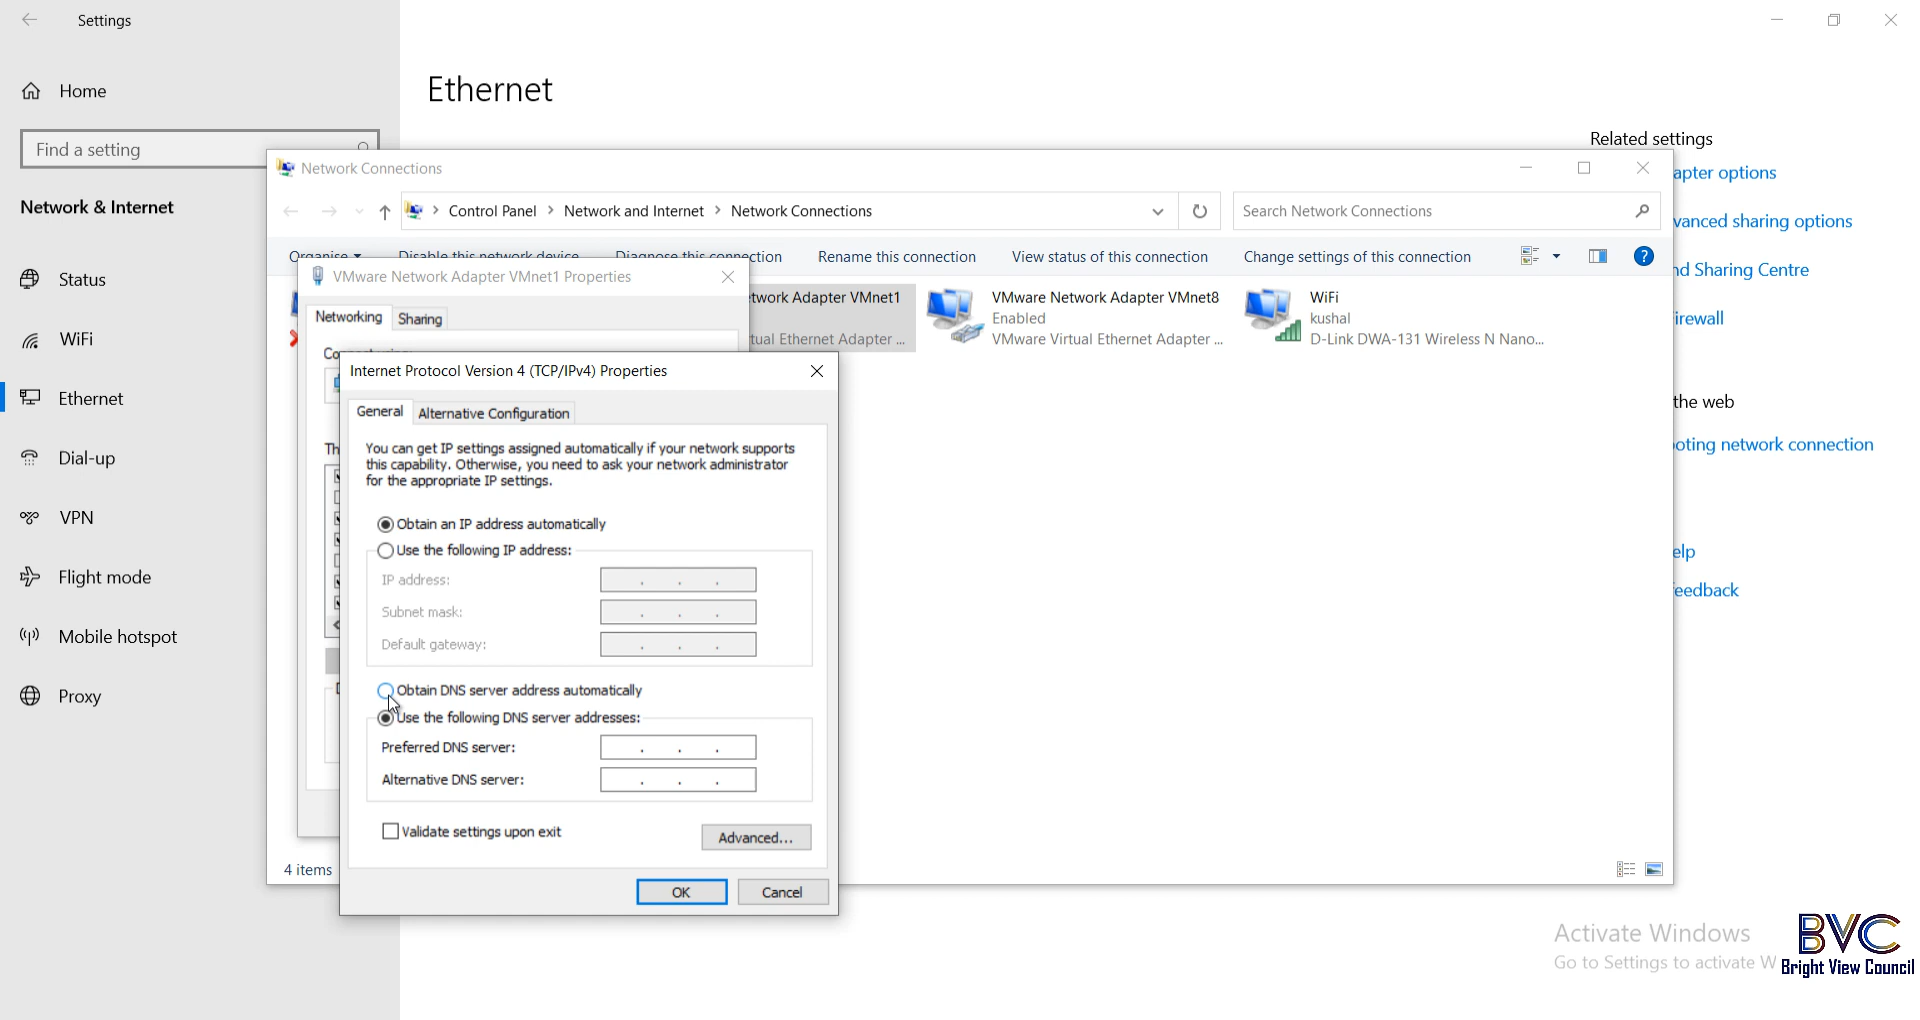 Settings
Home
Find a setting
Network & Internet
Status
WiFi
Ethernet
Dial-up
VPN
Flight mode
Mobile hotspot
Proxy
Ethernet
Related settings
apter options
vanced sharing options
nd Sharing Centre
irewall
the web
oting network connection
elp
eedback
Network Connections
Control Panel > Network and Internet > Network Connections
Search Network Connections
Organise Disable this network device Diagnose this connection Rename this connection View status of this connection Change settings of this connection
twork Adapter VMnet1
tual Ethernet Adapter ...
VMware Network Adapter VMnet8
Enabled
VMware Virtual Ethernet Adapter ...
WiFi
kushal
D-Link DWA-131 Wireless N Nano...
4 items
VMware Network Adapter VMnet1 Properties
Networking Sharing
Th
Internet Protocol Version 4 (TCP/IPv4) Properties
General Alternative Configuration
You can get IP settings assigned automatically if your network supports
this capability. Otherwise, you need to ask your network administrator
for the appropriate IP settings.
Obtain an IP address automatically
Use the following IP address:
IP address:
Subnet mask:
Default gateway:
Obtain DNS server address automatically
Use the following DNS server addresses:
Preferred DNS server:
Alternative DNS server:
Validate settings upon exit
Advanced...
OK Cancel
Activate Windows
Go to Settings to activate W
BVC
Bright View Council